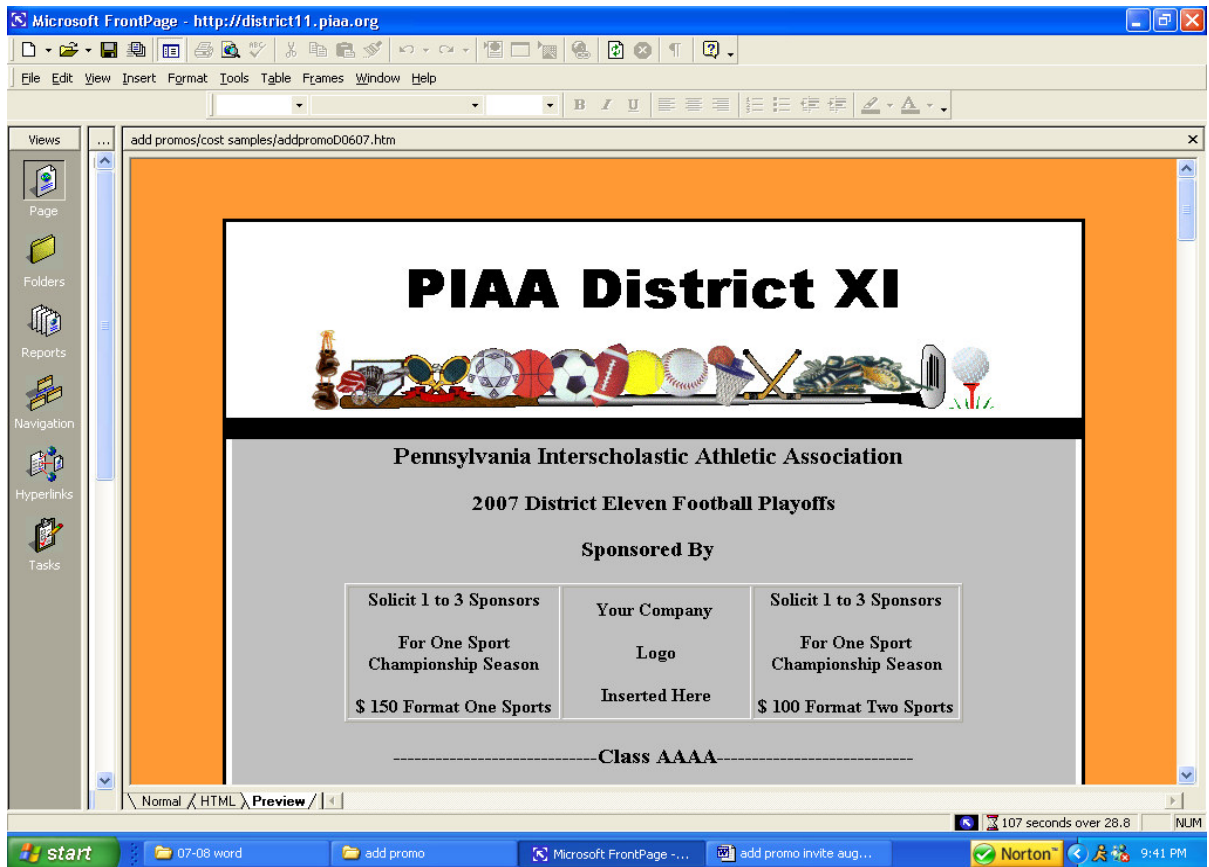 Microsoft FrontPage - http://district11.piaa.org
File Edit View Insert Format Tools Table Frames Window Help
B I U
Views
...
add promos/cost samples/addpromoD0607.htm
Page
Folders
Reports
Navigation
Hyperlinks
Tasks
PIAA District XI
Pennsylvania Interscholastic Athletic Association
2007 District Eleven Football Playoffs
Sponsored By
Solicit 1 to 3 Sponsors
For One Sport
Championship Season
$ 150 Format One Sports
Your Company
Logo
Inserted Here
Solicit 1 to 3 Sponsors
For One Sport
Championship Season
$ 100 Format Two Sports
-----------------------------Class AAAA----------------------------
Normal HTML Preview
107 seconds over 28.8 NUM
start 07-08 word add promo Microsoft FrontPage -... add promo invite aug... Norton™ 9:41 PM